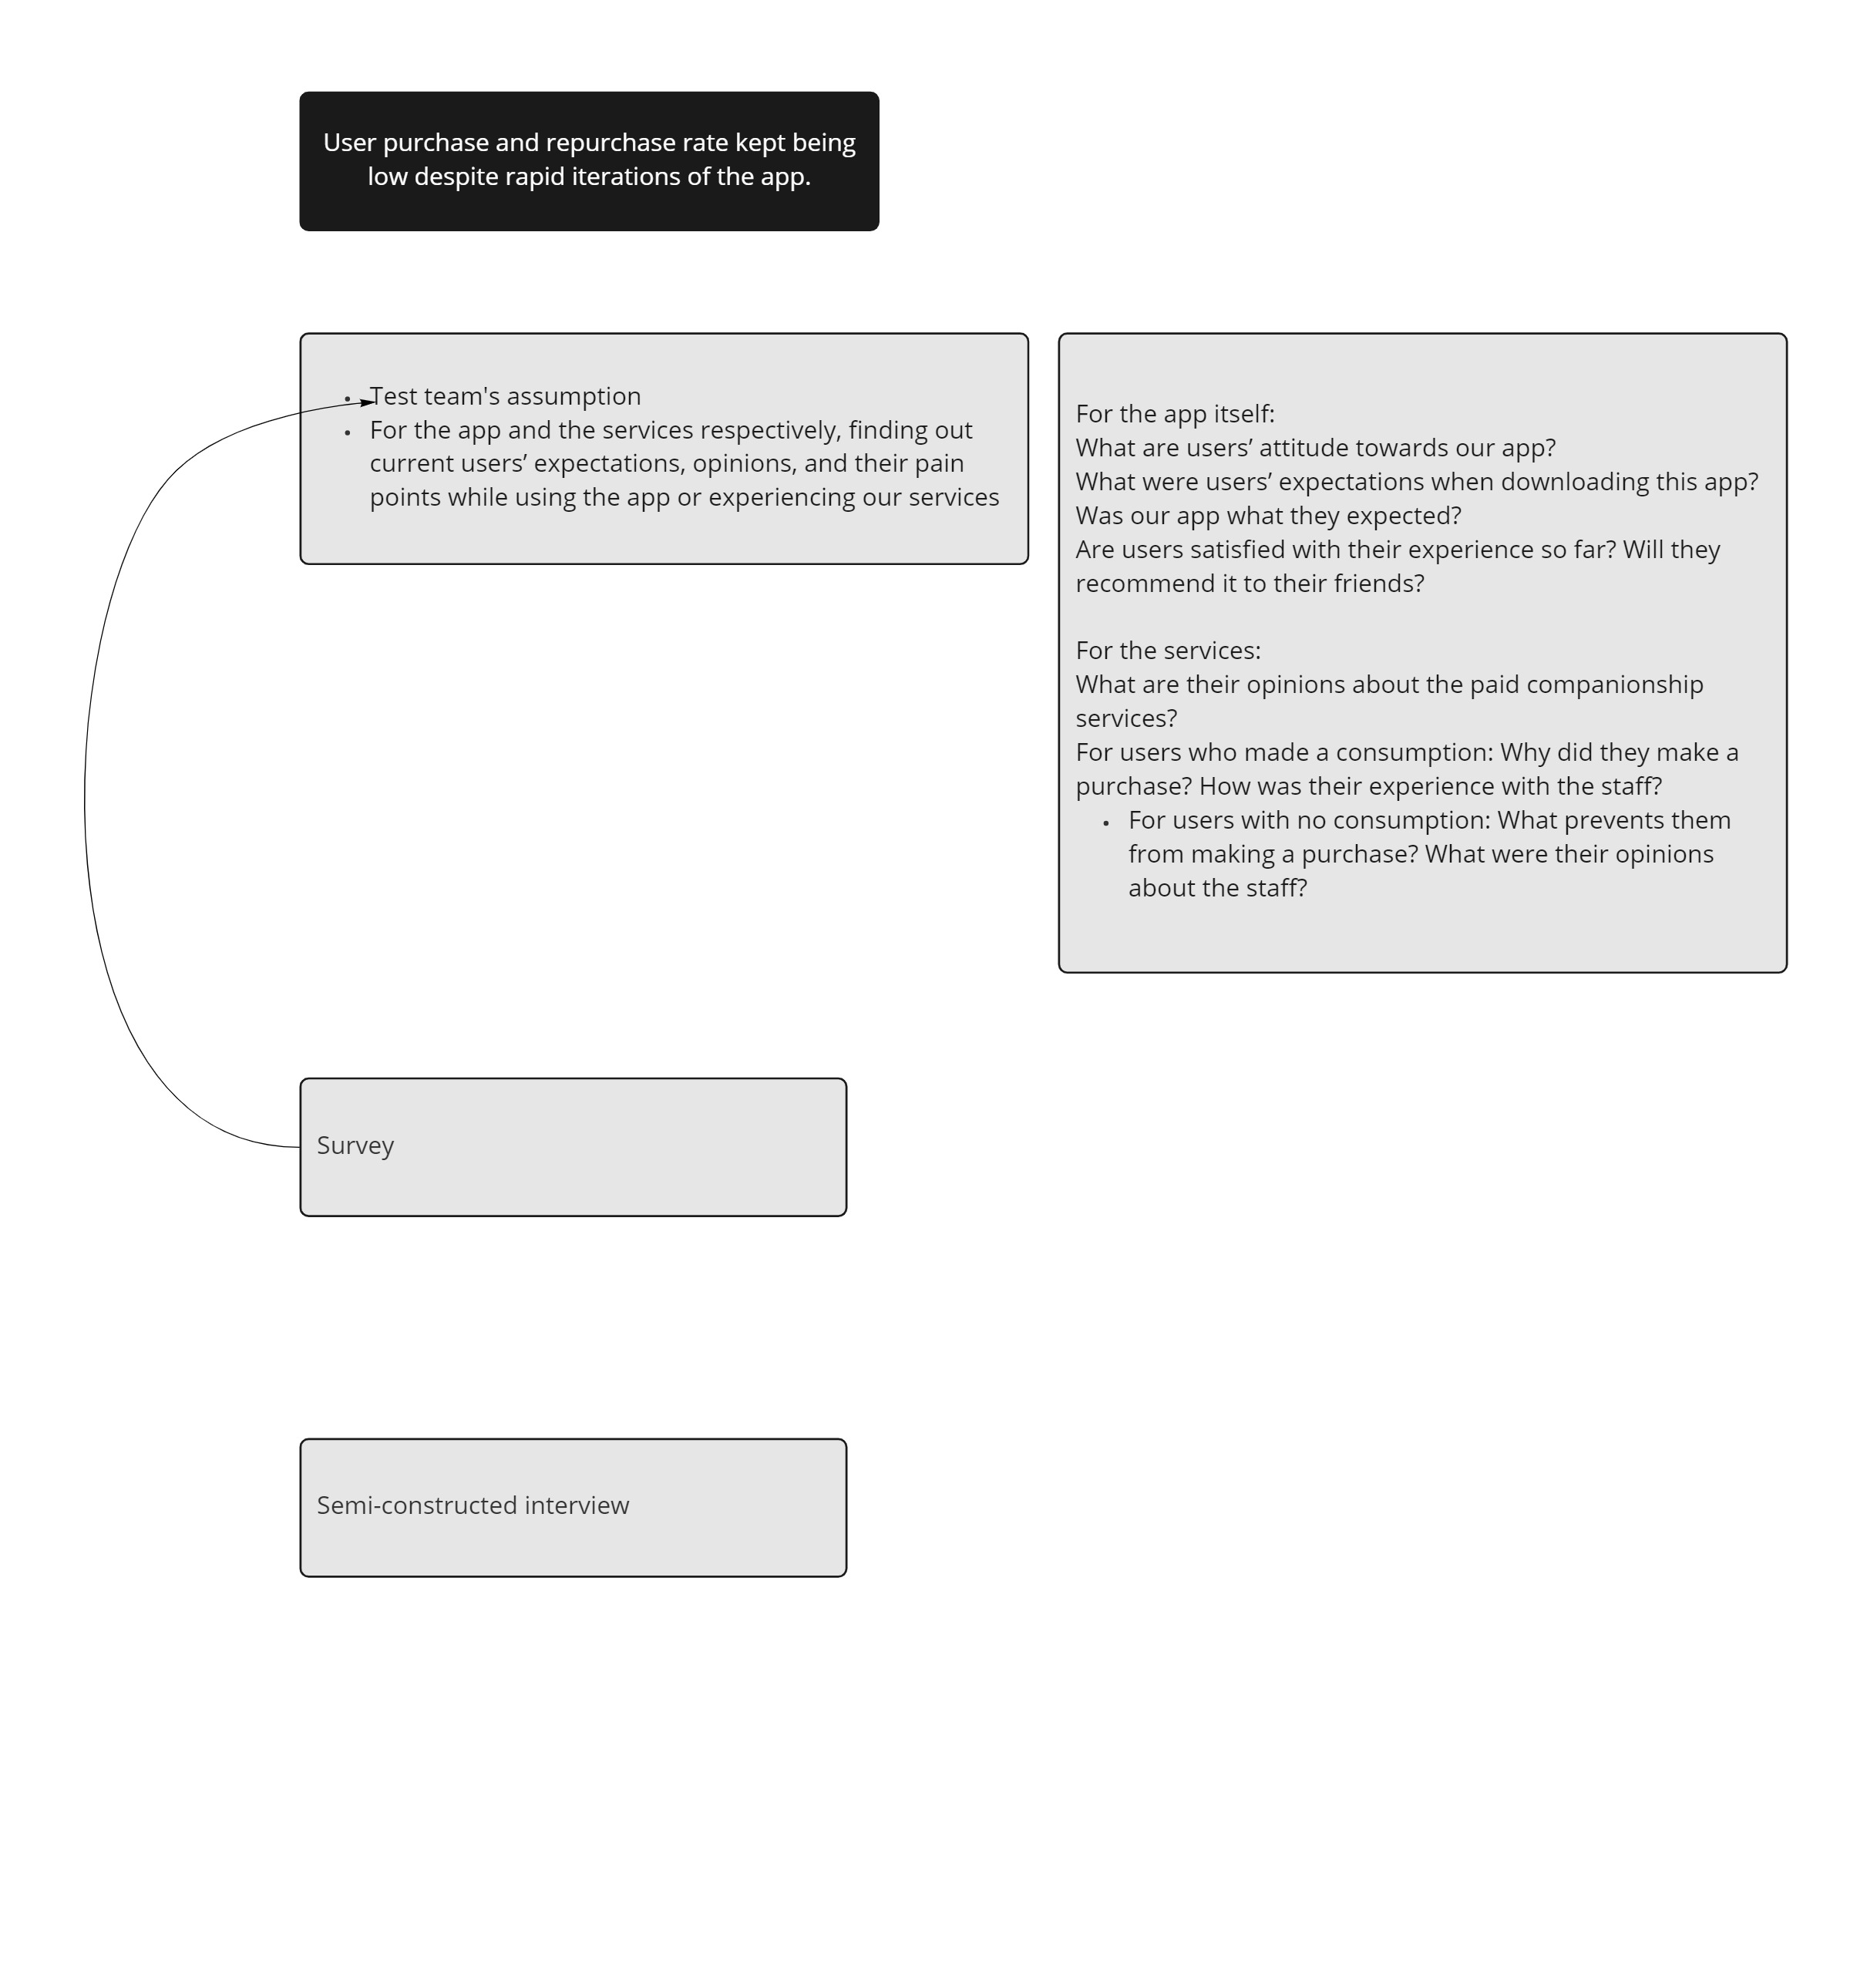 User purchase and repurchase rate kept being
low despite rapid iterations of the app.
• Test team's assumption
• For the app and the services respectively, finding out
current users’ expectations, opinions, and their pain
points while using the app or experiencing our services
For the app itself:
What are users’ attitude towards our app?
What were users’ expectations when downloading this app?
Was our app what they expected?
Are users satisfied with their experience so far? Will they
recommend it to their friends?
For the services:
What are their opinions about the paid companionship
services?
For users who made a consumption: Why did they make a
purchase? How was their experience with the staff?
• For users with no consumption: What prevents them
from making a purchase? What were their opinions
about the staff?
Survey
Semi-constructed interview